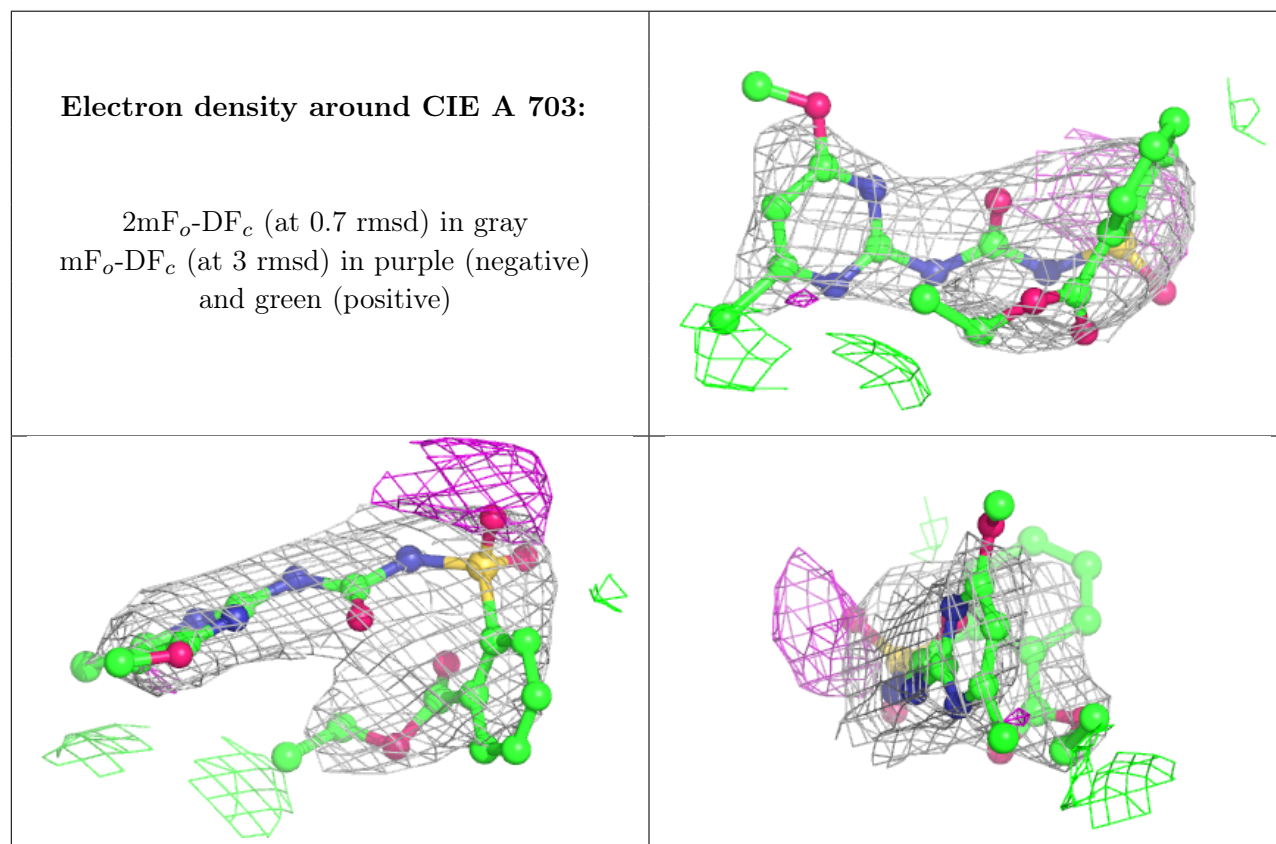 Electron density around CIE A 703:
2mFo-DFc (at 0.7 rmsd) in gray
mFo-DFc (at 3 rmsd) in purple (negative)
and green (positive)